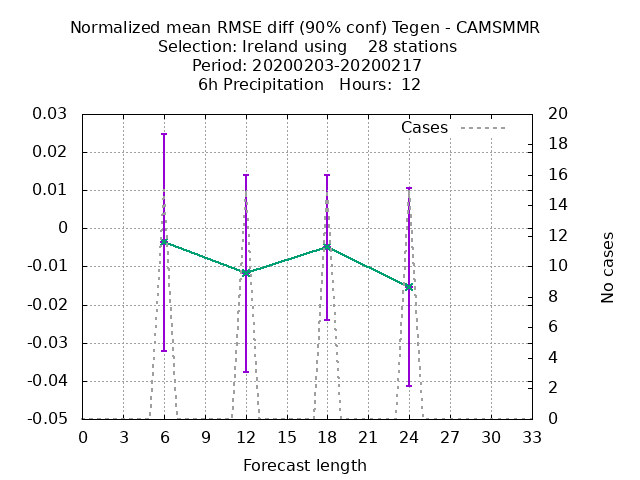 Normalized mean RMSE diff (90% conf) Tegen - CAMSMMR
Selection: Ireland using    28 stations
Period: 20200203-20200217
6h Precipitation   Hours:  12
Cases
0.03
0.02
0.01
0
-0.01
-0.02
-0.03
-0.04
-0.05
20
18
16
14
12
10
8
6
4
2
0
No cases
0 3 6 9 12 15 18 21 24 27 30 33
Forecast length